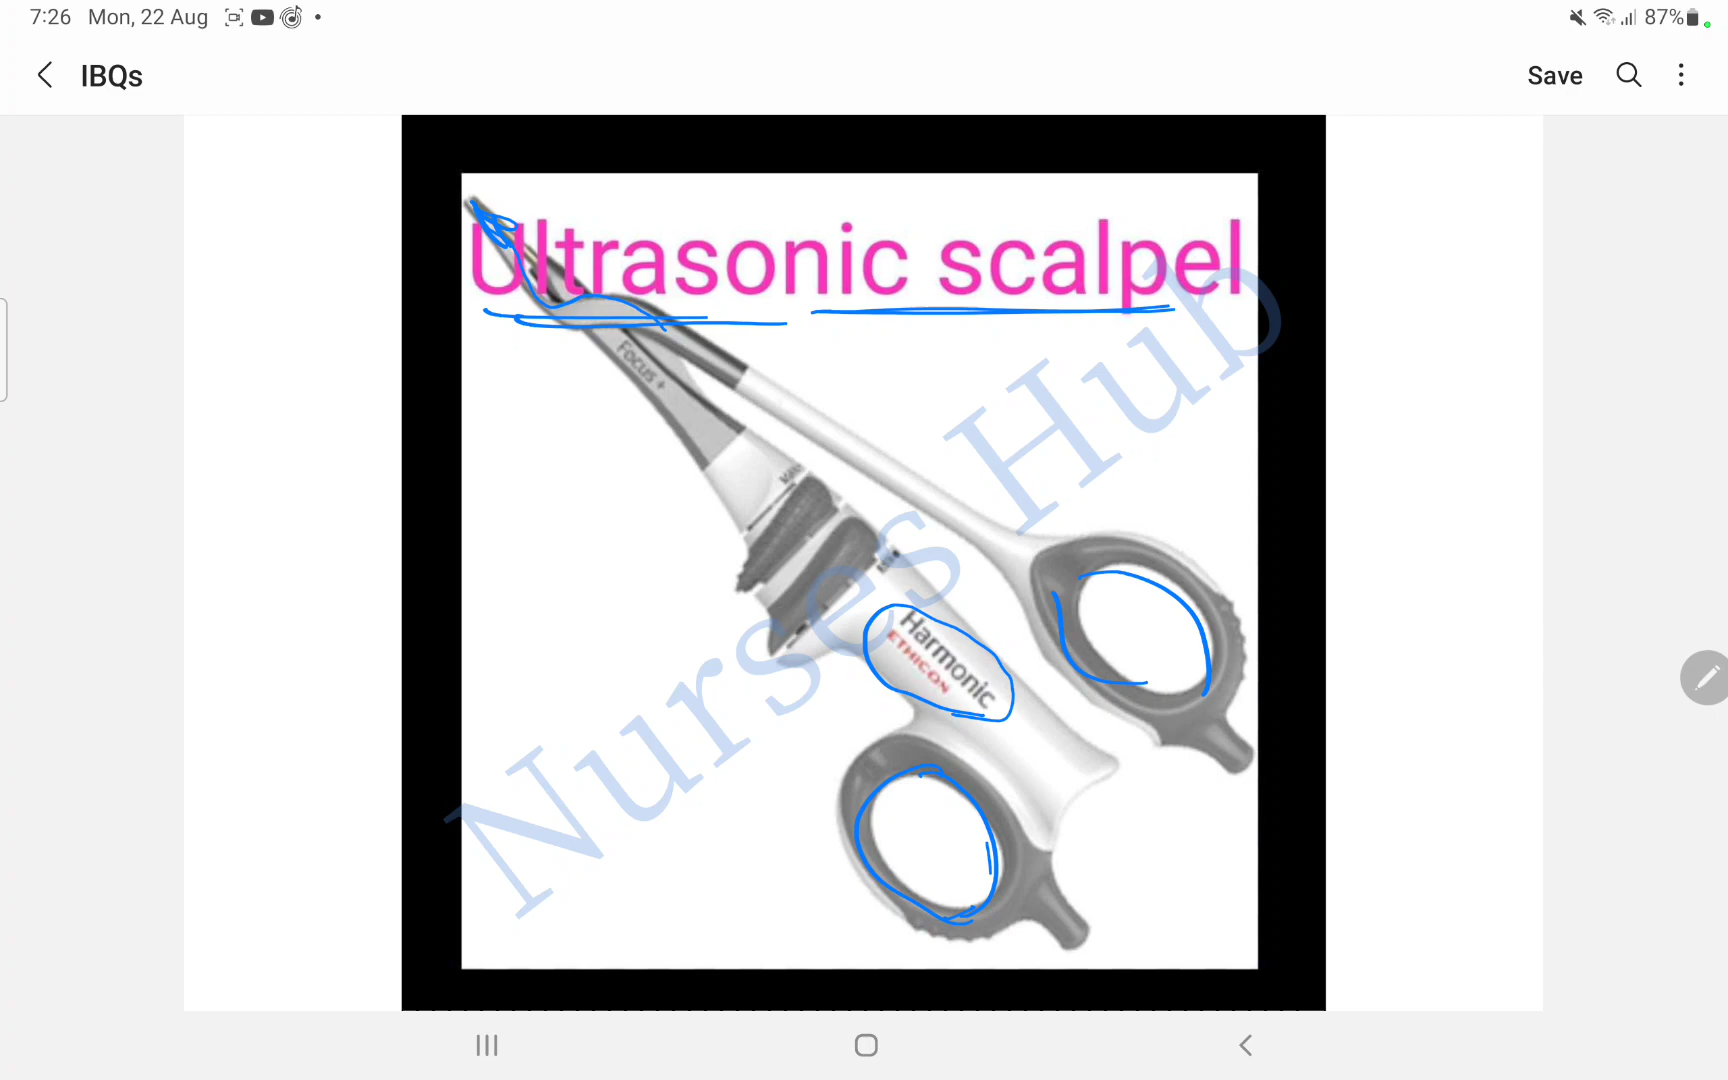 7:26 Mon, 22 Aug 87%
IBQs Save
Ultrasonic scalpel
Focus +
Harmonic
ETHICON
Nurses Hub